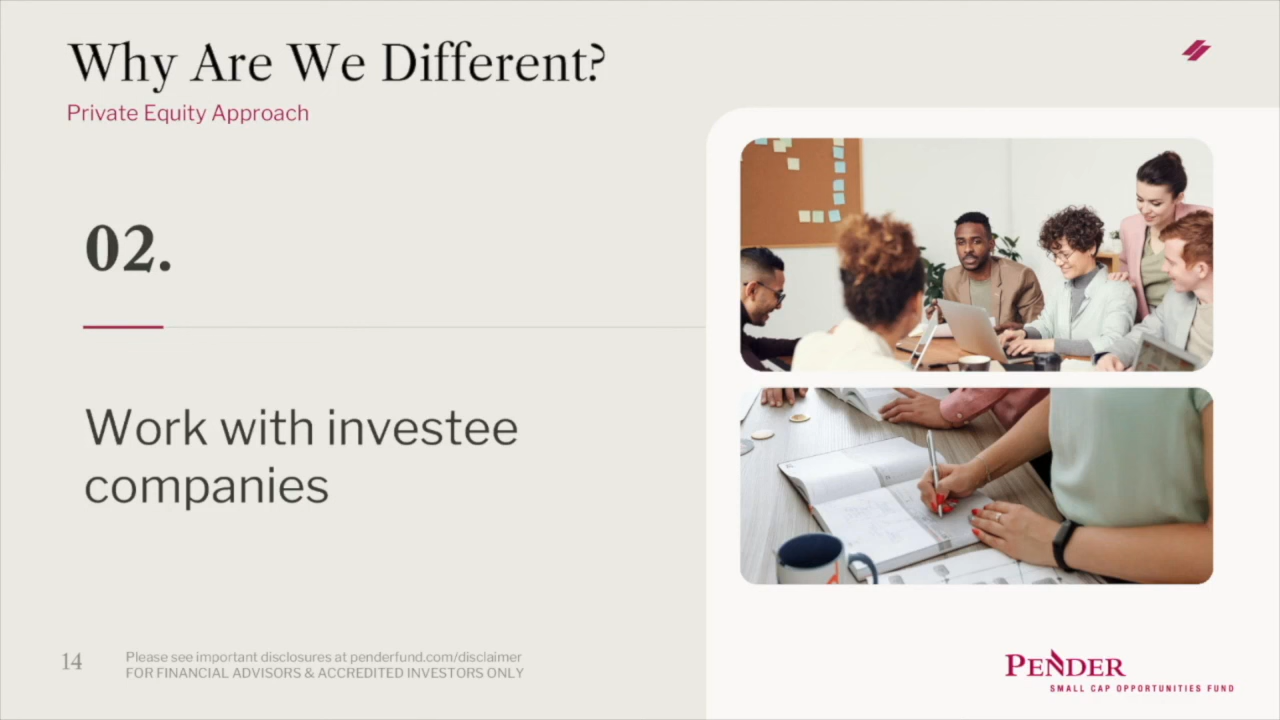 Why Are We Different?
Private Equity Approach
02.
Work with investee
companies
14
Please see important disclosures at penderfund.com/disclaimer
FOR FINANCIAL ADVISORS & ACCREDITED INVESTORS ONLY
PENDER
SMALL CAP OPPORTUNITIES FUND